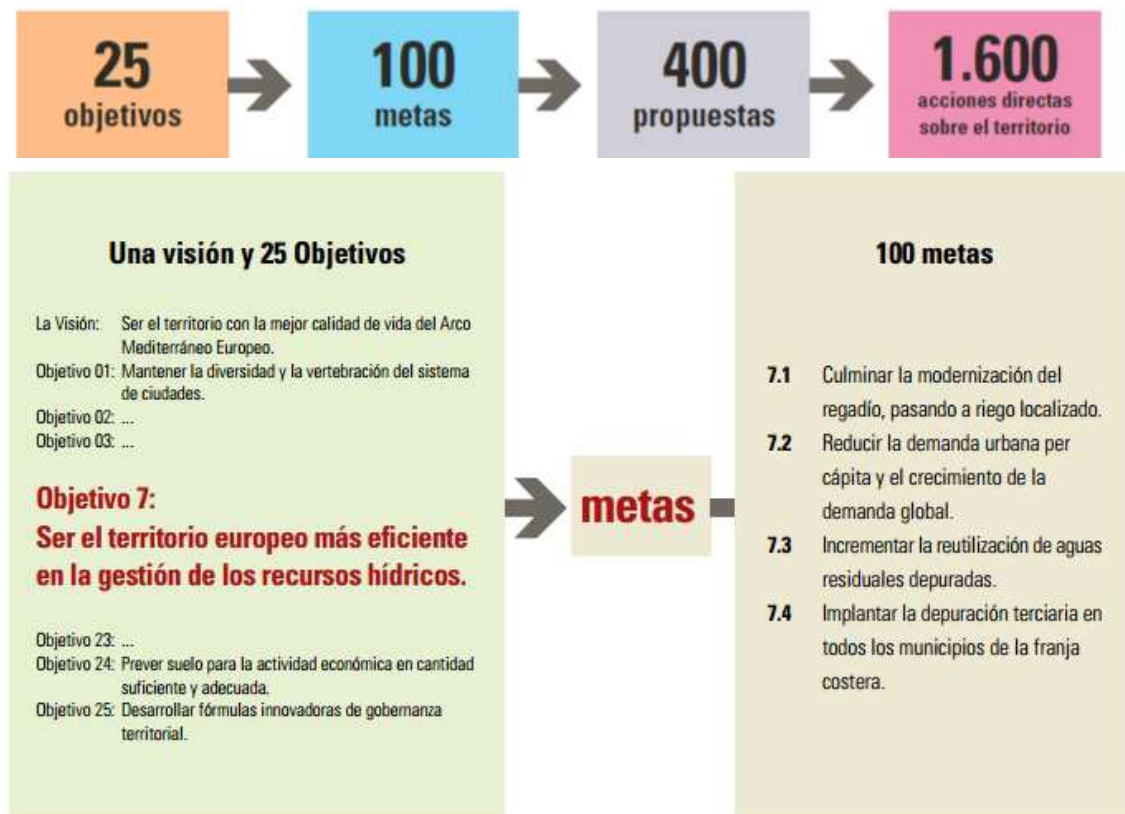 25
objetivos
100
metas
400
propuestas
1.600
acciones directas
sobre el territorio
Una visión y 25 Objetivos
La Visión: Ser el territorio con la mejor calidad de vida del Arco
Mediterráneo Europeo.
Objetivo 01: Mantener la diversidad y la vertebración del sistema
de ciudades.
Objetivo 02: ...
Objetivo 03: ...
Objetivo 7:
Ser el territorio europeo más eficiente
en la gestión de los recursos hídricos.
Objetivo 23: ...
Objetivo 24: Prever suelo para la actividad económica en cantidad
suficiente y adecuada.
Objetivo 25: Desarrollar fórmulas innovadoras de gobernanza
territorial.
metas
100 metas
7.1 Culminar la modernización del
regadío, pasando a riego localizado.
7.2 Reducir la demanda urbana per
cápita y el crecimiento de la
demanda global.
7.3 Incrementar la reutilización de aguas
residuales depuradas.
7.4 Implantar la depuración terciaria en
todos los municipios de la franja
costera.